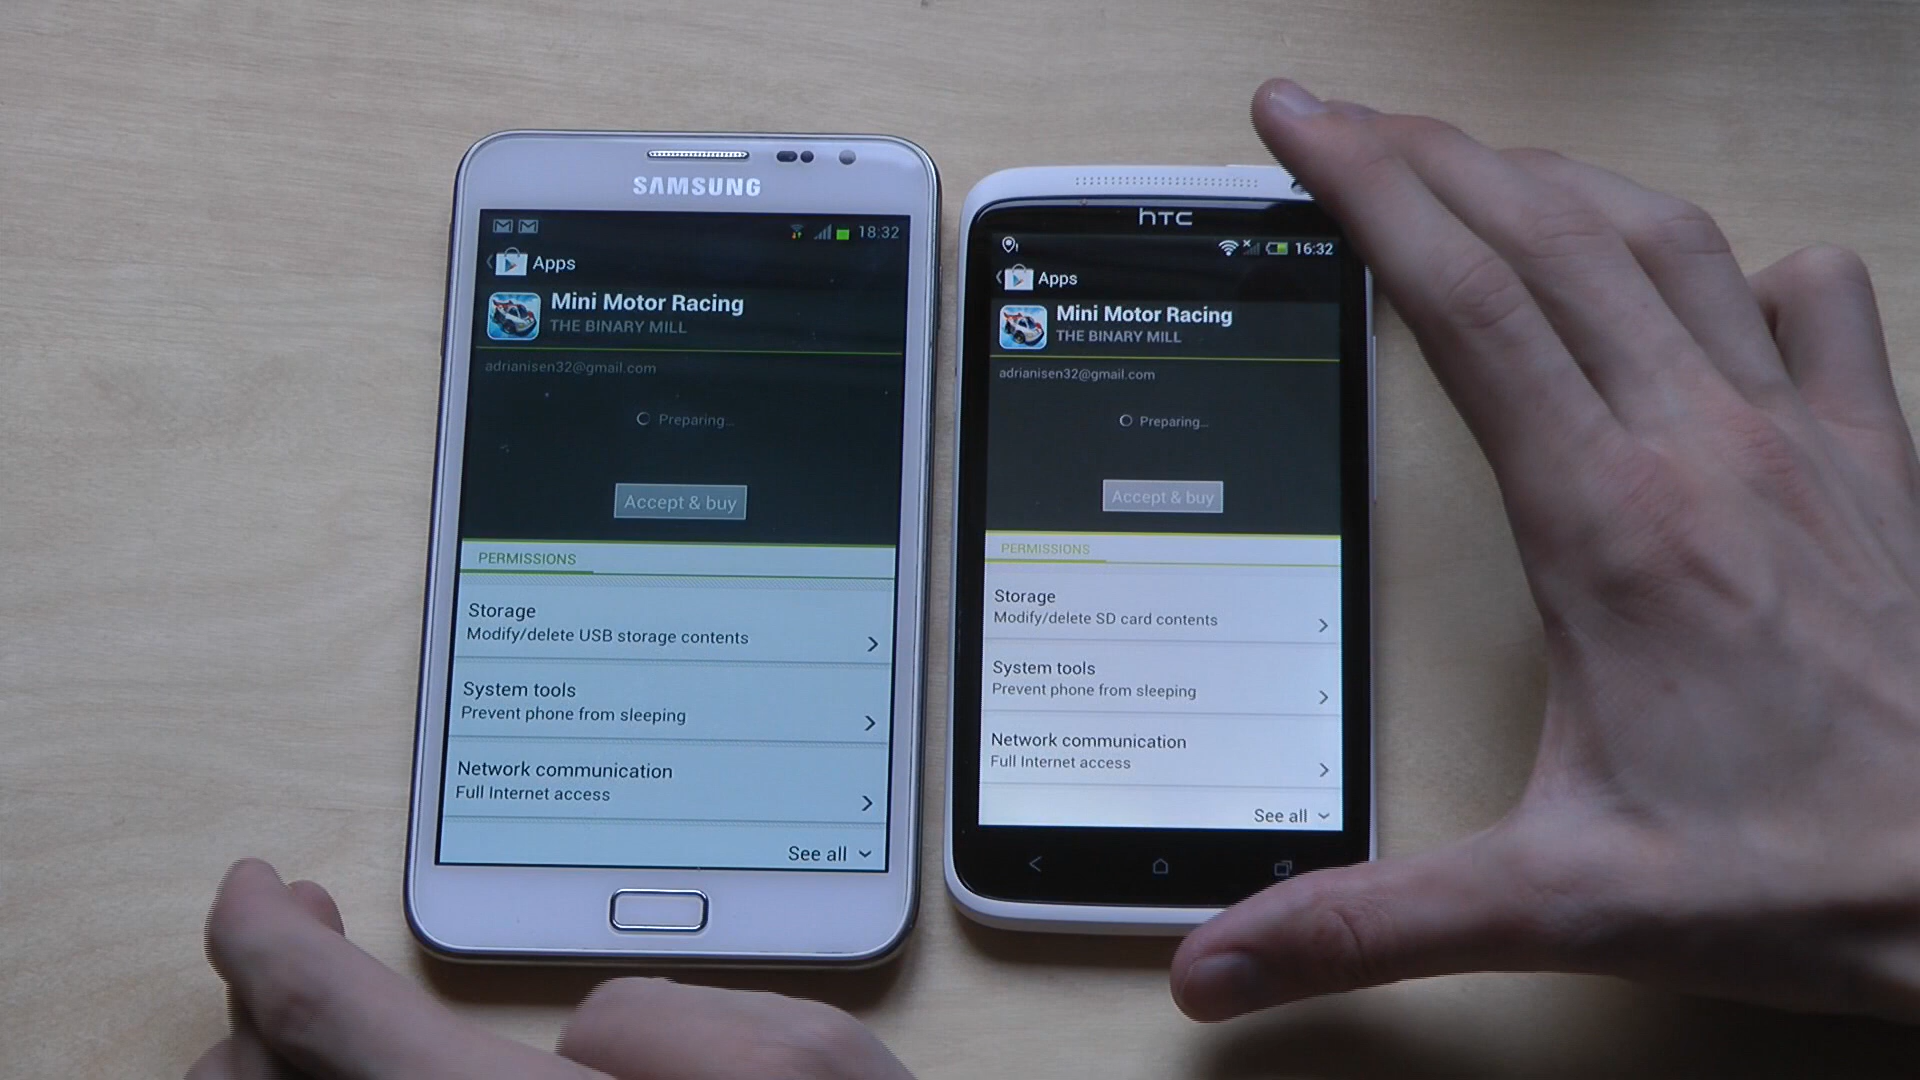 SAMSUNG
18:32
Apps
Mini Motor Racing
THE BINARY MILL
adrianisen32@gmail.com
Preparing...
Accept & buy
PERMISSIONS
Storage
Modify/delete USB storage contents
System tools
Prevent phone from sleeping
Network communication
Full Internet access
See all
hTC
16:32
Apps
Mini Motor Racing
THE BINARY MILL
adrianisen32@gmail.com
Preparing...
Accept & buy
PERMISSIONS
Storage
Modify/delete SD card contents
System tools
Prevent phone from sleeping
Network communication
Full Internet access
See all